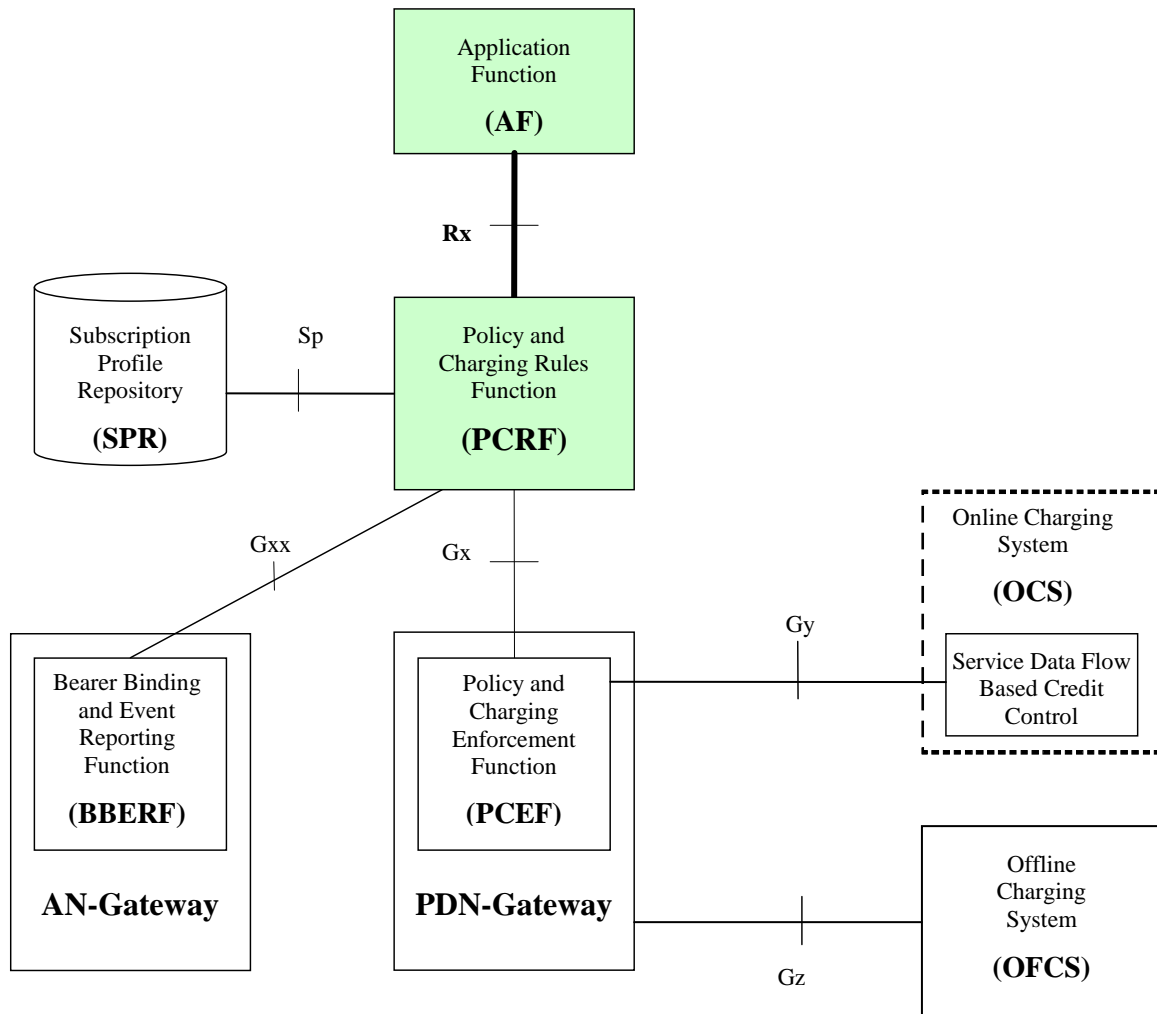 Application
Function
(AF)
Rx
Subscription
Profile
Repository
(SPR)
Sp
Policy and
Charging Rules
Function
(PCRF)
Gxx
Gx
Online Charging
System
(OCS)
Service Data Flow
Based Credit
Control
Gy
Bearer Binding
and Event
Reporting
Function
(BBERF)
AN-Gateway
Policy and
Charging
Enforcement
Function
(PCEF)
PDN-Gateway
Offline
Charging
System
(OFCS)
Gz